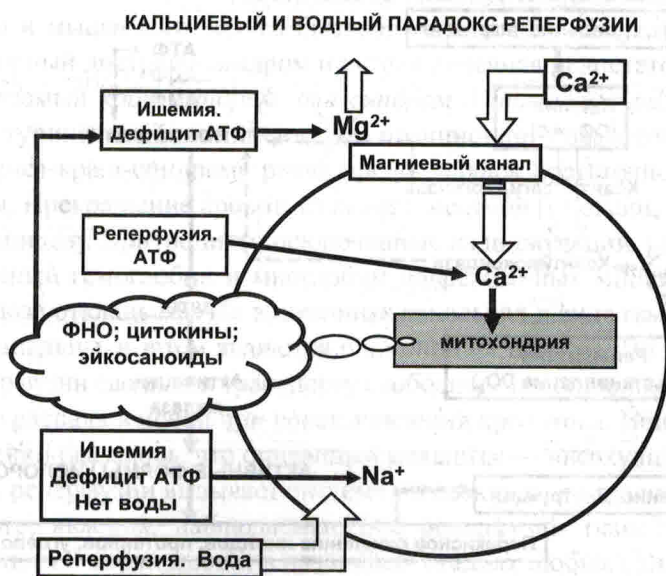 КАЛЬЦИЕВЫЙ И ВОДНЫЙ ПАРАДОКС РЕПЕРФУЗИИ
Ca²⁺
Ишемия.
Дефицит АТФ
Mg²⁺
Магниевый канал
Реперфузия.
АТФ
Ca²⁺
ФНО; цитокины;
эйкосаноиды
митохондрия
Ишемия
Дефицит АТФ
Нет воды
Na⁺
Реперфузия. Вода